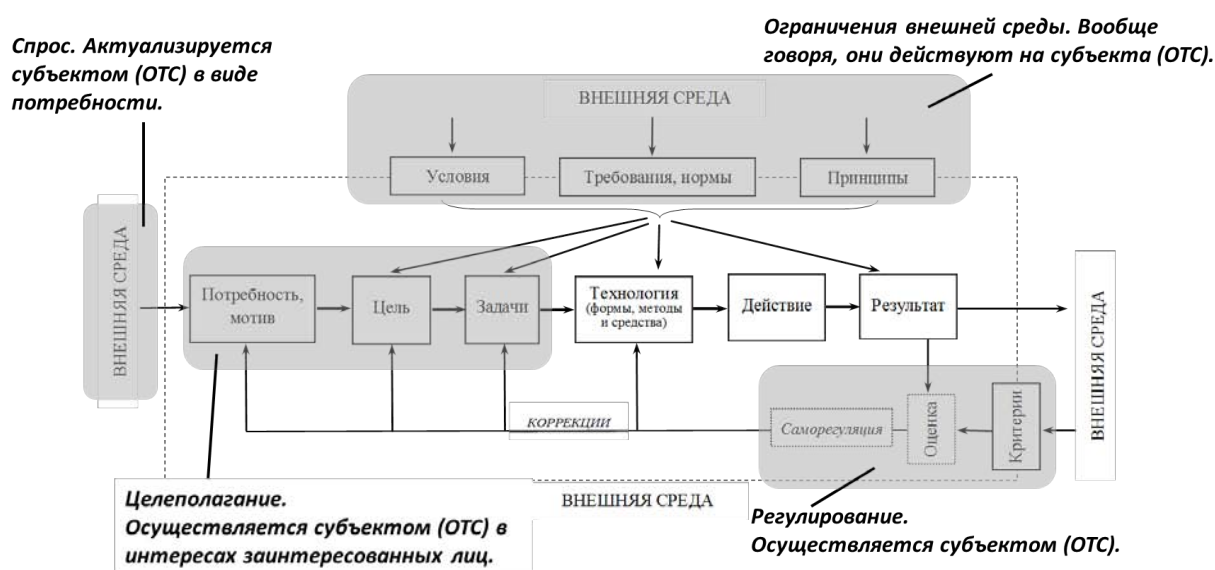 Спрос. Актуализируется
субъектом (ОТС) в виде
потребности.
Ограничения внешней среды. Вообще
говоря, они действуют на субъекта (ОТС).
ВНЕШНЯЯ СРЕДА
Условия
Требования, нормы
Принципы
ВНЕШНЯЯ СРЕДА
Потребность,
мотив
Цель
Задачи
Технология
(формы, методы
и средства)
Действие
Результат
ВНЕШНЯЯ СРЕДА
КОРРЕКЦИИ
Саморегуляция
Оценка
Критерии
Целеполагание.
Осуществляется субъектом (ОТС) в
интересах заинтересованных лиц.
ВНЕШНЯЯ СРЕДА
Регулирование.
Осуществляется субъектом (ОТС).